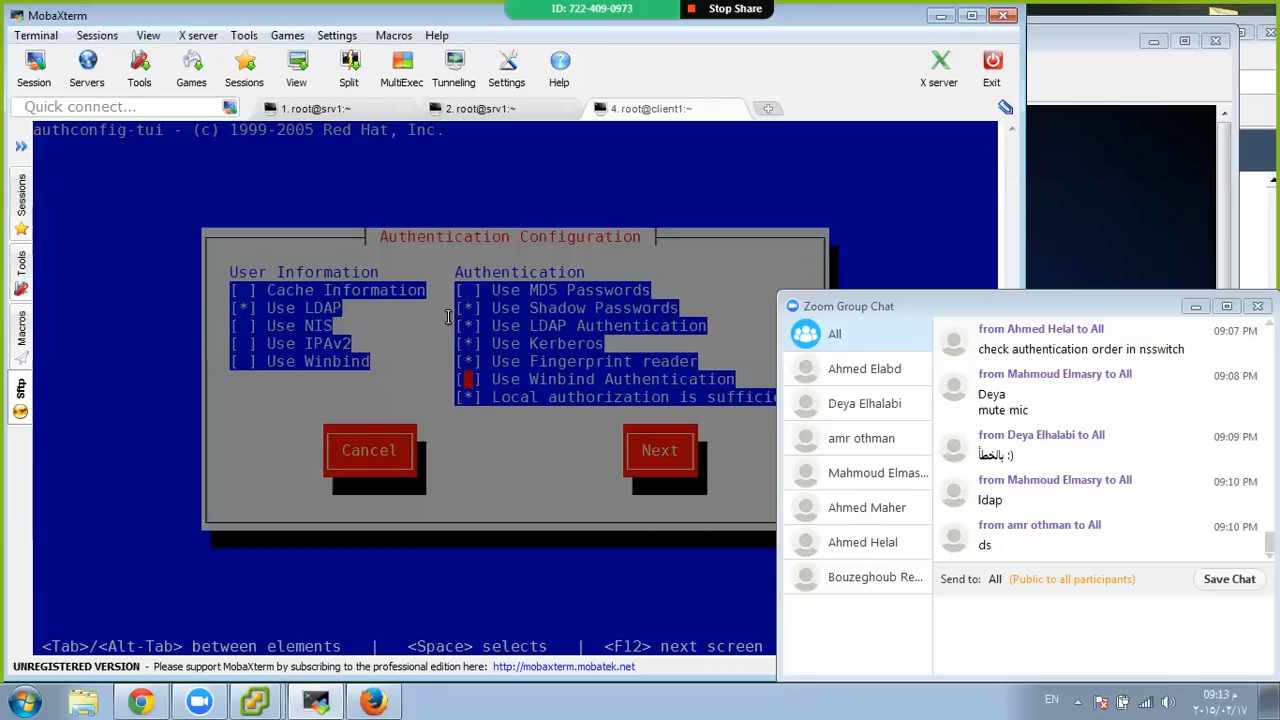 ID: 722-409-0973
Stop Share
MobaXterm
Terminal Sessions View X server Tools Games Settings Macros Help
Session Servers Tools Games Sessions View Split MultiExec Tunneling Settings Help X server Exit
Quick connect...
1. root@srv1:~
2. root@srv1:~
4. root@client1:~
Sessions
Tools
Macros
Sftp
authconfig-tui - (c) 1999-2005 Red Hat, Inc.
Authentication Configuration
User Information
[ ] Cache Information
[*] Use LDAP
[ ] Use NIS
[ ] Use IPAv2
[ ] Use Winbind
Authentication
[ ] Use MD5 Passwords
[*] Use Shadow Passwords
[*] Use LDAP Authentication
[*] Use Kerberos
[*] Use Fingerprint reader
[ ] Use Winbind Authentication
[*] Local authorization is sufficie
Cancel
Next
<Tab>/<Alt-Tab> between elements | <Space> selects | <F12> next screen
UNREGISTERED VERSION - Please support MobaXterm by subscribing to the professional edition here: http://mobaxterm.mobatek.net
Zoom Group Chat
All
Ahmed Elabd
Deya Elhalabi
amr othman
Mahmoud Elmas...
Ahmed Maher
Ahmed Helal
Bouzeghoub Re...
from Ahmed Helal to All 09:07 PM
check authentication order in nsswitch
from Mahmoud Elmasry to All 09:08 PM
Deya
mute mic
from Deya Elhalabi to All 09:09 PM
بالخطأ :)
from Mahmoud Elmasry to All 09:10 PM
ldap
from amr othman to All 09:10 PM
ds
Send to: All (Public to all participants)
Save Chat
EN
09:13 م
٢٠١٥/٠٢/١٧